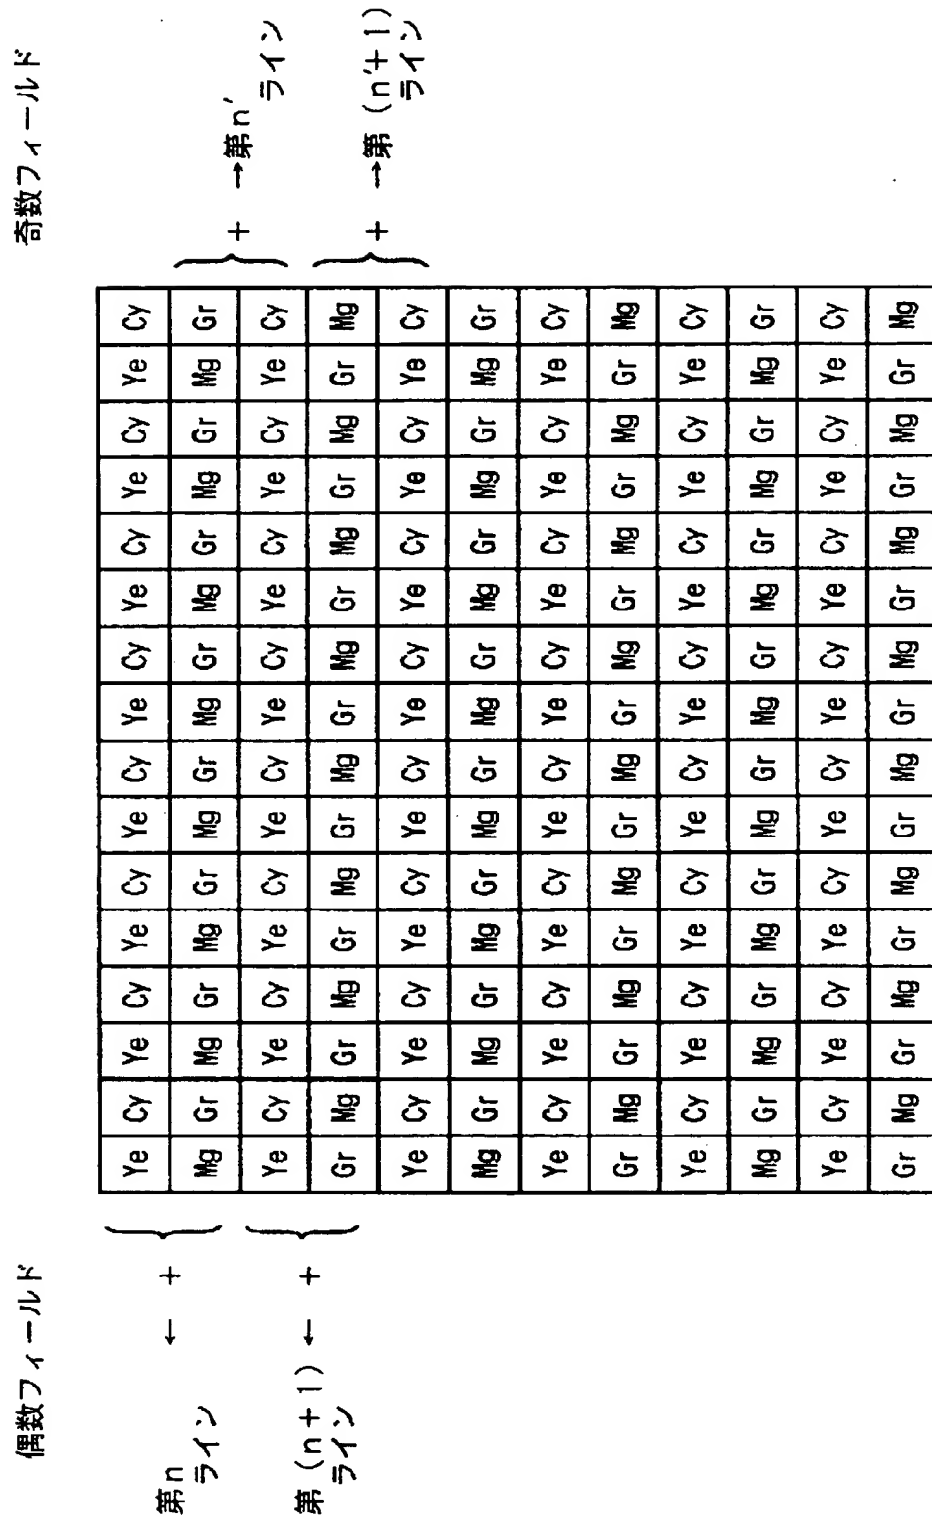 偶数フィールド 奇数フィールド
第n ← +
ライン
第(n+1) ← +
ライン
Ye Cy Ye Cy Ye Cy Ye Cy Ye Cy Ye Cy Ye Cy Ye Cy
Mg Gr Mg Gr Mg Gr Mg Gr Mg Gr Mg Gr Mg Gr Mg Gr
Ye Cy Ye Cy Ye Cy Ye Cy Ye Cy Ye Cy Ye Cy Ye Cy
Gr Mg Gr Mg Gr Mg Gr Mg Gr Mg Gr Mg Gr Mg Gr Mg
Ye Cy Ye Cy Ye Cy Ye Cy Ye Cy Ye Cy Ye Cy Ye Cy
Mg Gr Mg Gr Mg Gr Mg Gr Mg Gr Mg Gr Mg Gr Mg Gr
Ye Cy Ye Cy Ye Cy Ye Cy Ye Cy Ye Cy Ye Cy Ye Cy
Gr Mg Gr Mg Gr Mg Gr Mg Gr Mg Gr Mg Gr Mg Gr Mg
Ye Cy Ye Cy Ye Cy Ye Cy Ye Cy Ye Cy Ye Cy Ye Cy
Mg Gr Mg Gr Mg Gr Mg Gr Mg Gr Mg Gr Mg Gr Mg Gr
Ye Cy Ye Cy Ye Cy Ye Cy Ye Cy Ye Cy Ye Cy Ye Cy
Gr Mg Gr Mg Gr Mg Gr Mg Gr Mg Gr Mg Gr Mg Gr Mg
+ →第n′
ライン
+ →第(n′+1)
ライン